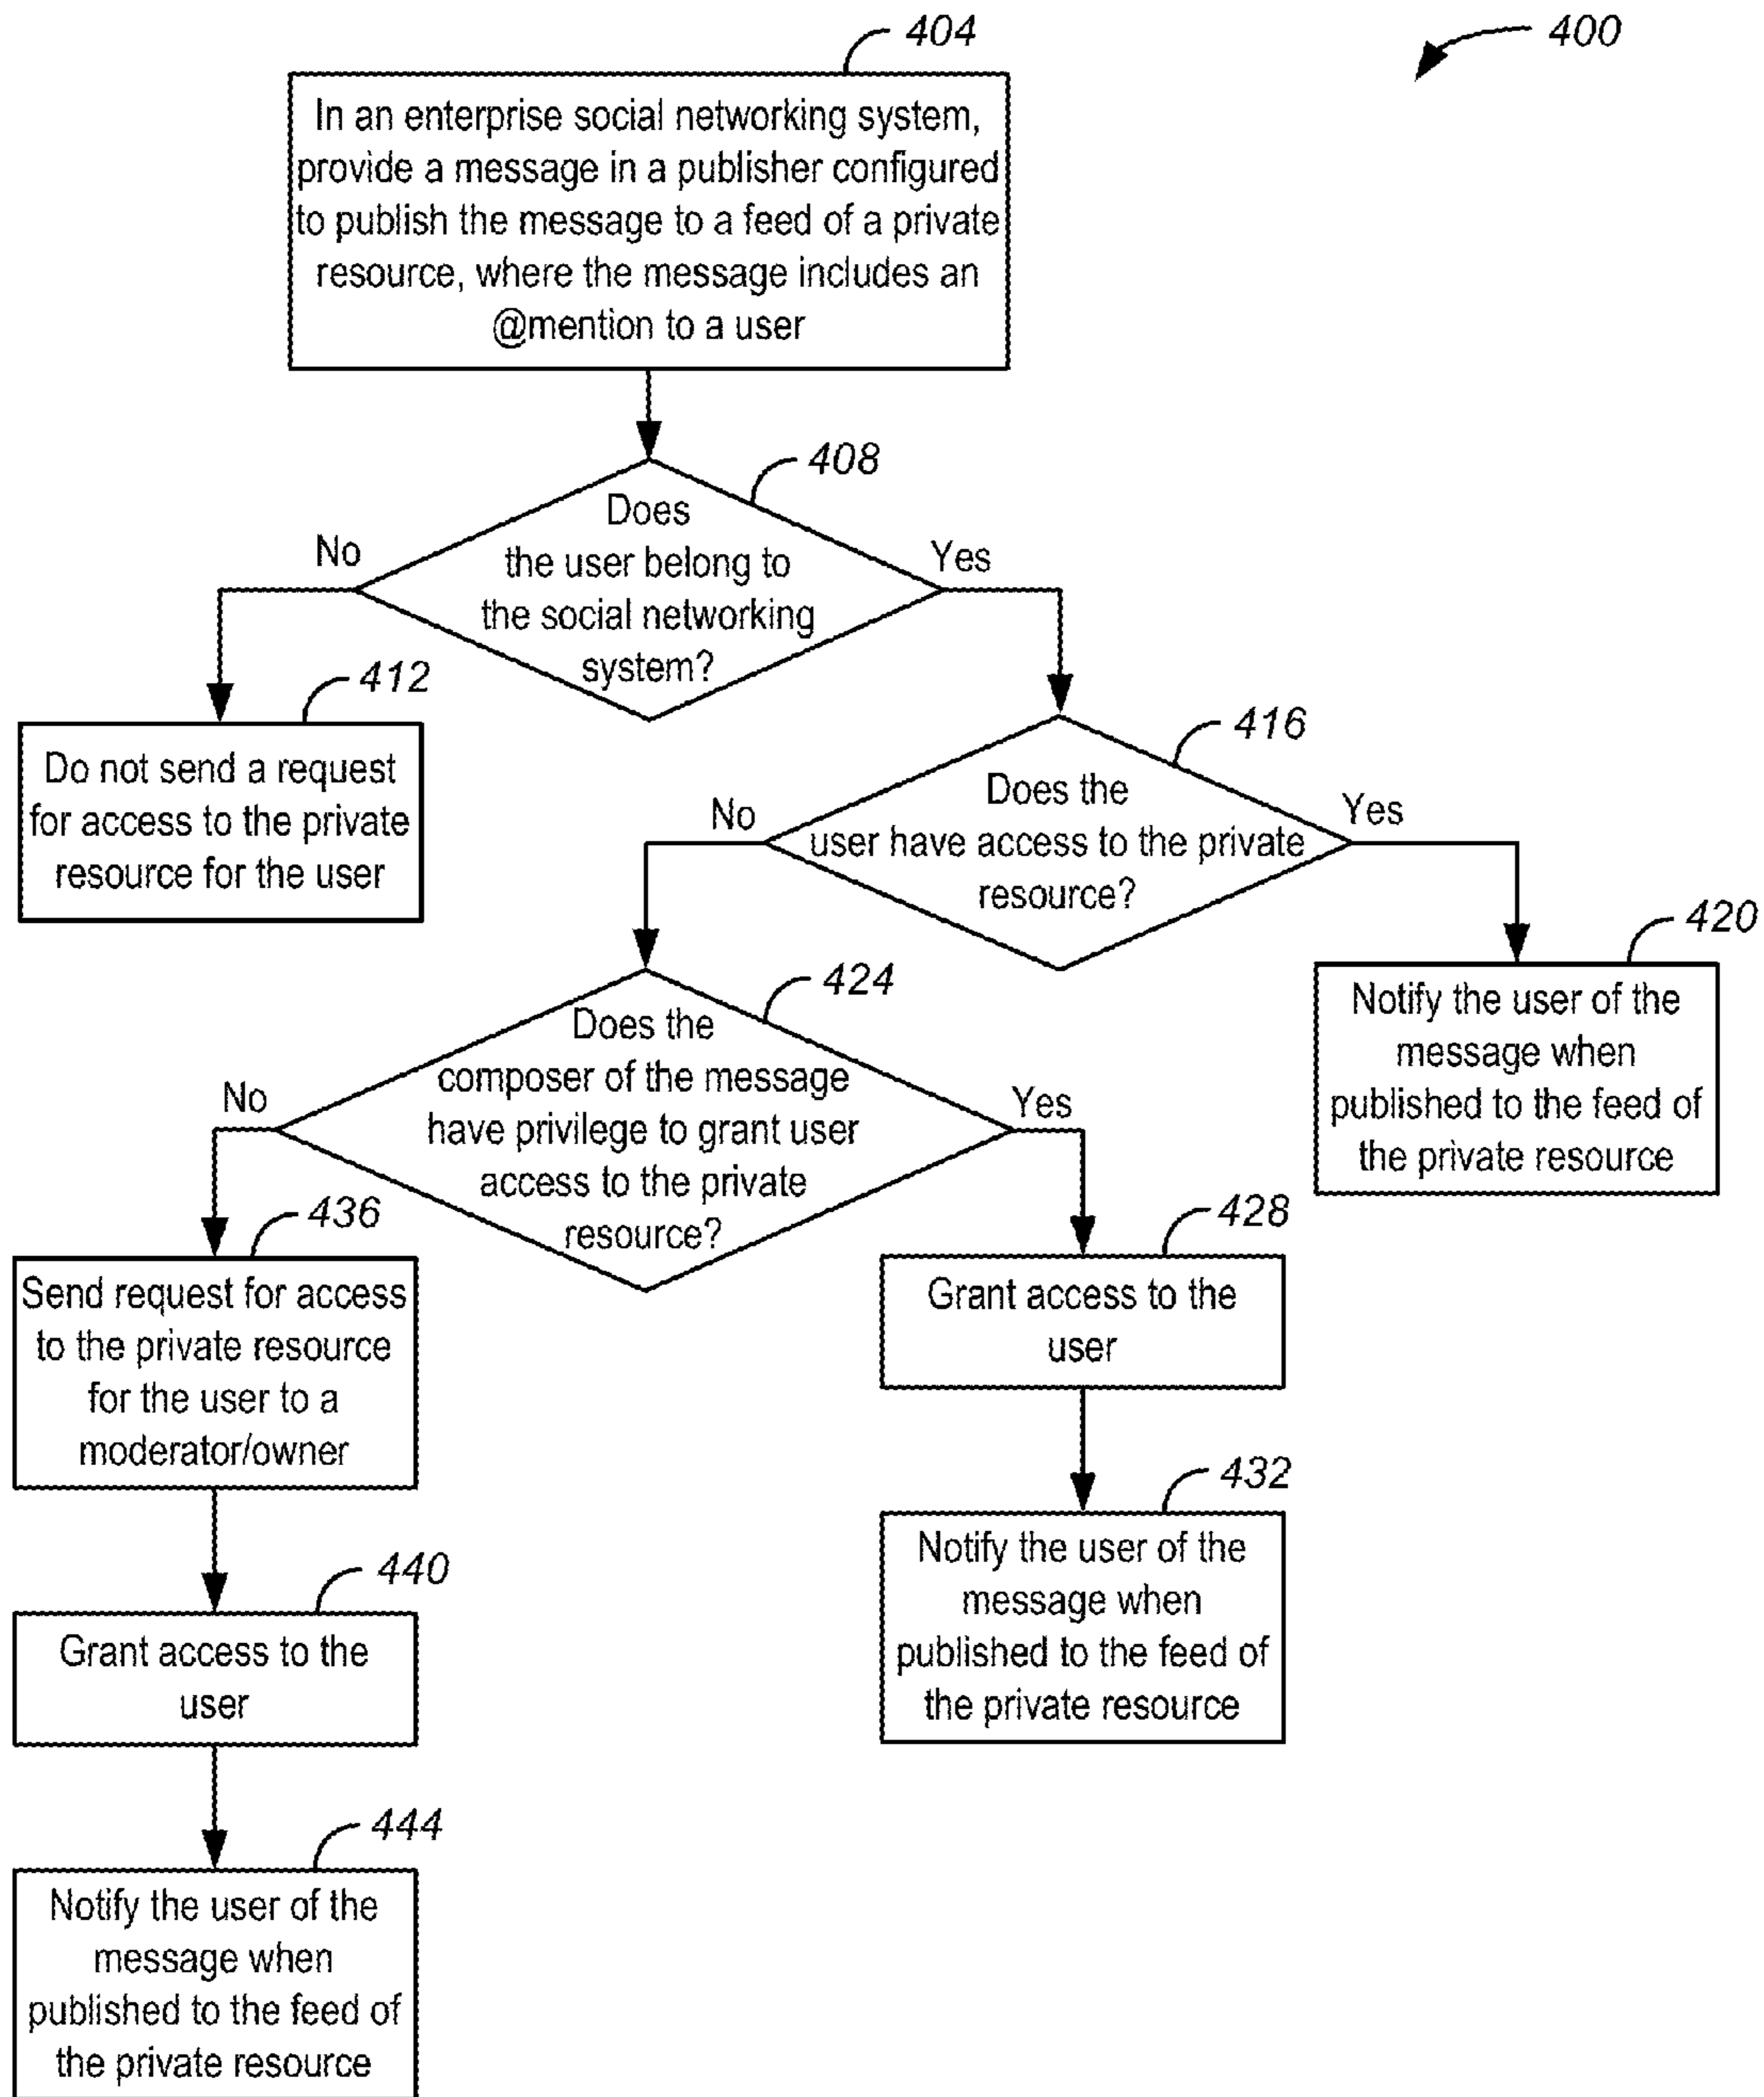 404
400
In an enterprise social networking system,
provide a message in a publisher configured
to publish the message to a feed of a private
resource, where the message includes an
@mention to a user
408
Does
the user belong to
the social networking
system?
No
Yes
412
Do not send a request
for access to the private
resource for the user
416
Does the
user have access to the private
resource?
No
Yes
420
Notify the user of the
message when
published to the feed of
the private resource
424
Does the
composer of the message
have privilege to grant user
access to the private
resource?
No
Yes
436
Send request for access
to the private resource
for the user to a
moderator/owner
428
Grant access to the
user
432
Notify the user of the
message when
published to the feed of
the private resource
440
Grant access to the
user
444
Notify the user of the
message when
published to the feed of
the private resource